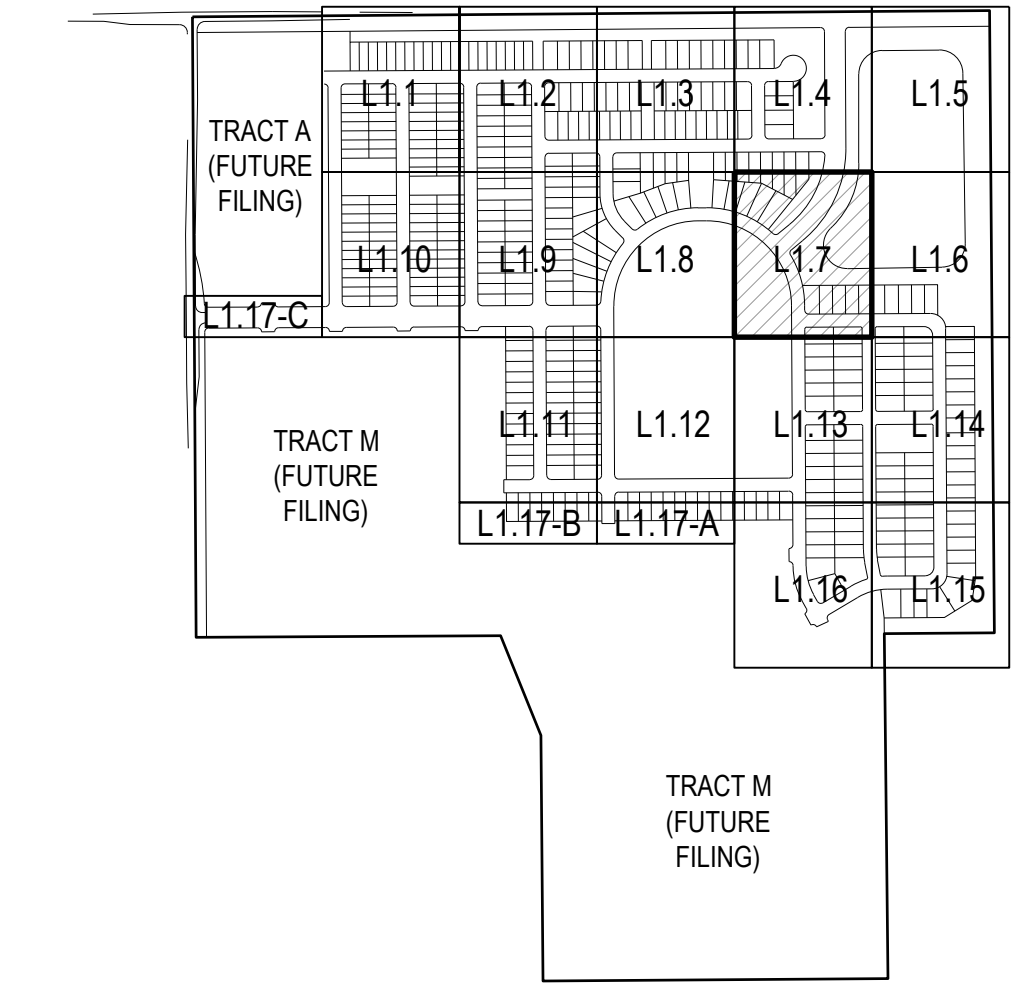 L1.1
L1.2
L1.3
L1.4
L1.5
TRACT A
(FUTURE
FILING)
L1.10
L1.9
L1.8
L1.7
L1.6
L1.17-C
TRACT M
(FUTURE
FILING)
L1.11
L1.12
L1.13
L1.14
L1.17-B
L1.17-A
L1.16
L1.15
TRACT M
(FUTURE
FILING)